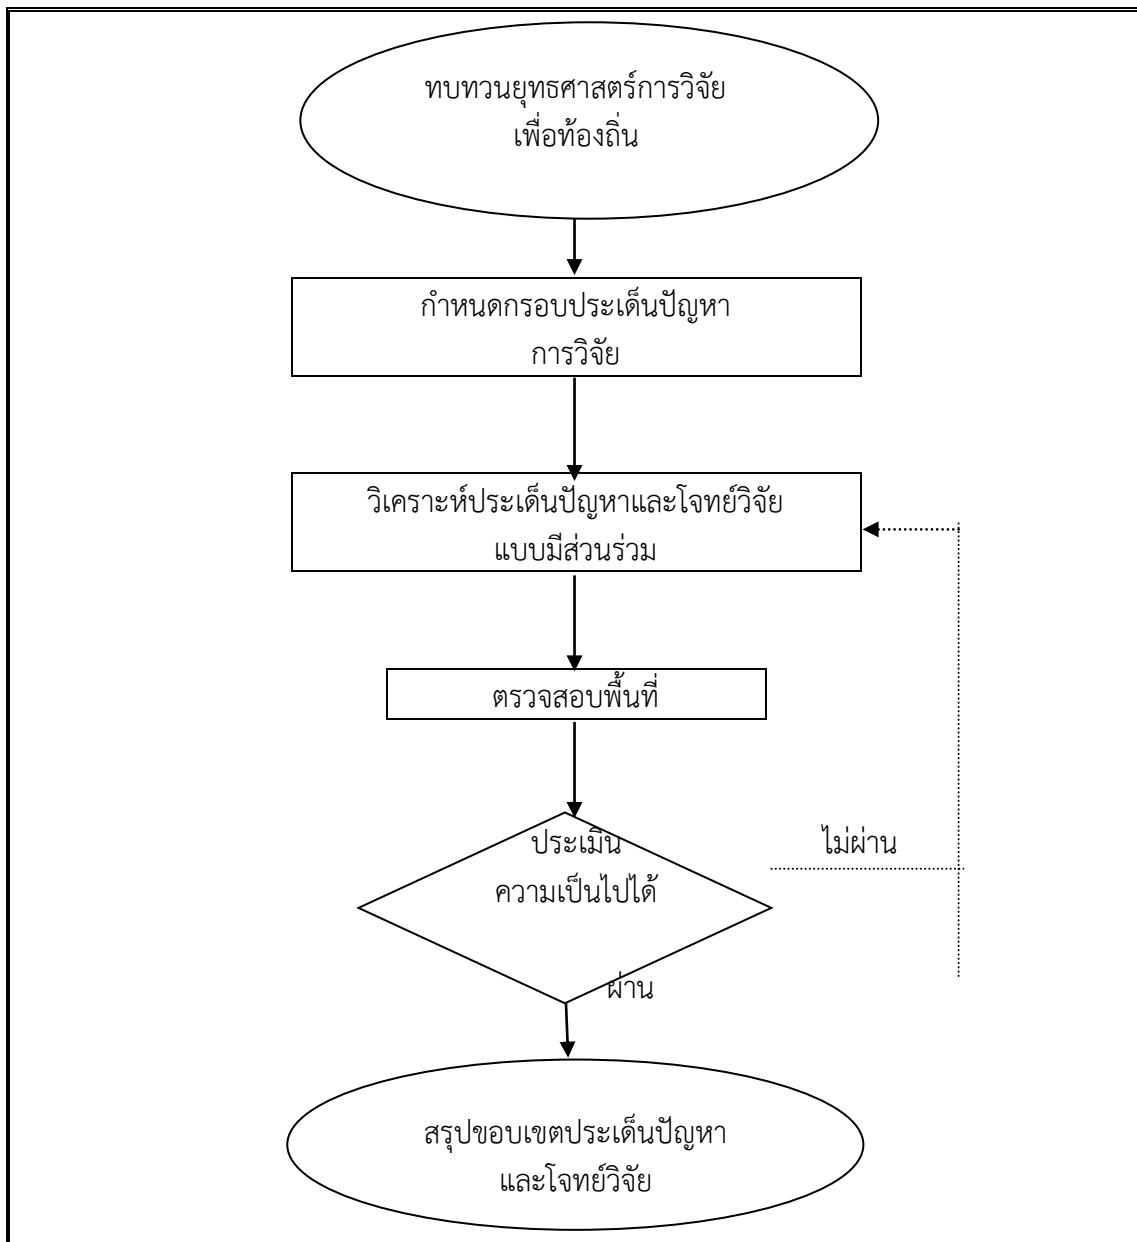 ทบทวนยุทธศาสตร์การวิจัย
เพื่อท้องถิ่น
กำหนดกรอบประเด็นปัญหา
การวิจัย
วิเคราะห์ประเด็นปัญหาและโจทย์วิจัย
แบบมีส่วนร่วม
ตรวจสอบพื้นที่
ประเมิน
ไม่ผ่าน
ความเป็นไปได้
ผ่าน
สรุปขอบเขตประเด็นปัญหา
และโจทย์วิจัย